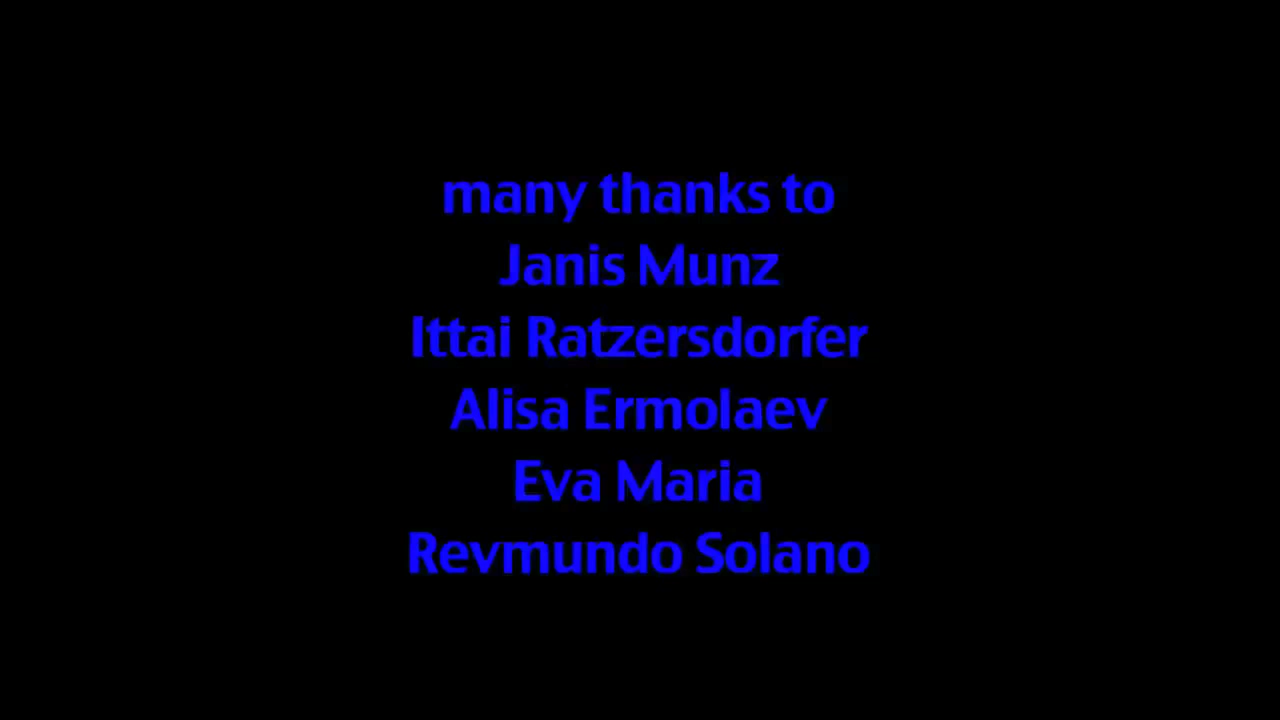 many thanks to
Janis Munz
Ittai Ratzersdorfer
Alisa Ermolaev
Eva Maria
Revmundo Solano